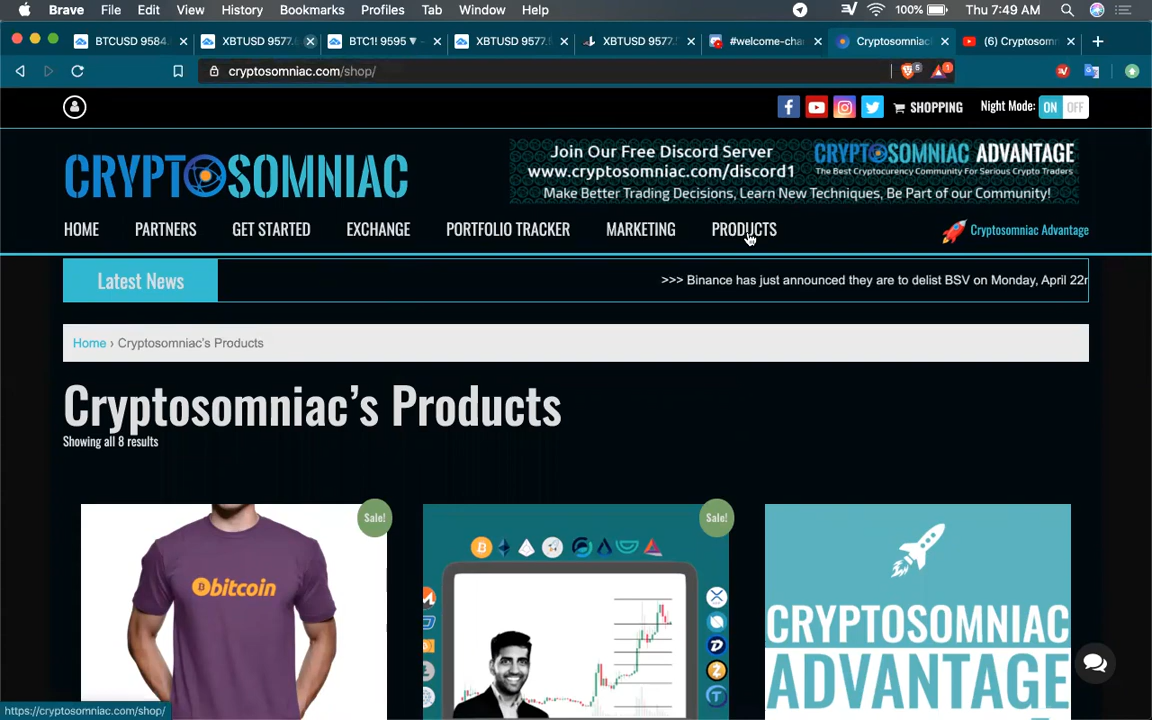 Brave File Edit View History Bookmarks Profiles Tab Window Help 100% Thu 7:49 AM
BTCUSD 9584. XBTUSD 9577. BTC1! 9595 XBTUSD 9577. XBTUSD 9577. #welcome-cha Cryptosomniac (6) Cryptosomn
cryptosomniac.com/shop/ 5 1
SHOPPING Night Mode: ON OFF
CRYPTOSOMNIAC
Join Our Free Discord Server
www.cryptosomniac.com/discord1
CRYPTOSOMNIAC ADVANTAGE
The Best Cryptocurency Community For Serious Crypto Traders
Make Better Trading Decisions, Learn New Techniques, Be Part of our Community!
HOME PARTNERS GET STARTED EXCHANGE PORTFOLIO TRACKER MARKETING PRODUCTS Cryptosomniac Advantage
Latest News >>> Binance has just announced they are to delist BSV on Monday, April 22
Home › Cryptosomniac's Products
Cryptosomniac's Products
Showing all 8 results
Sale! Sale!
bitcoin
CRYPTOSOMNIAC
ADVANTAGE
https://cryptosomniac.com/shop/